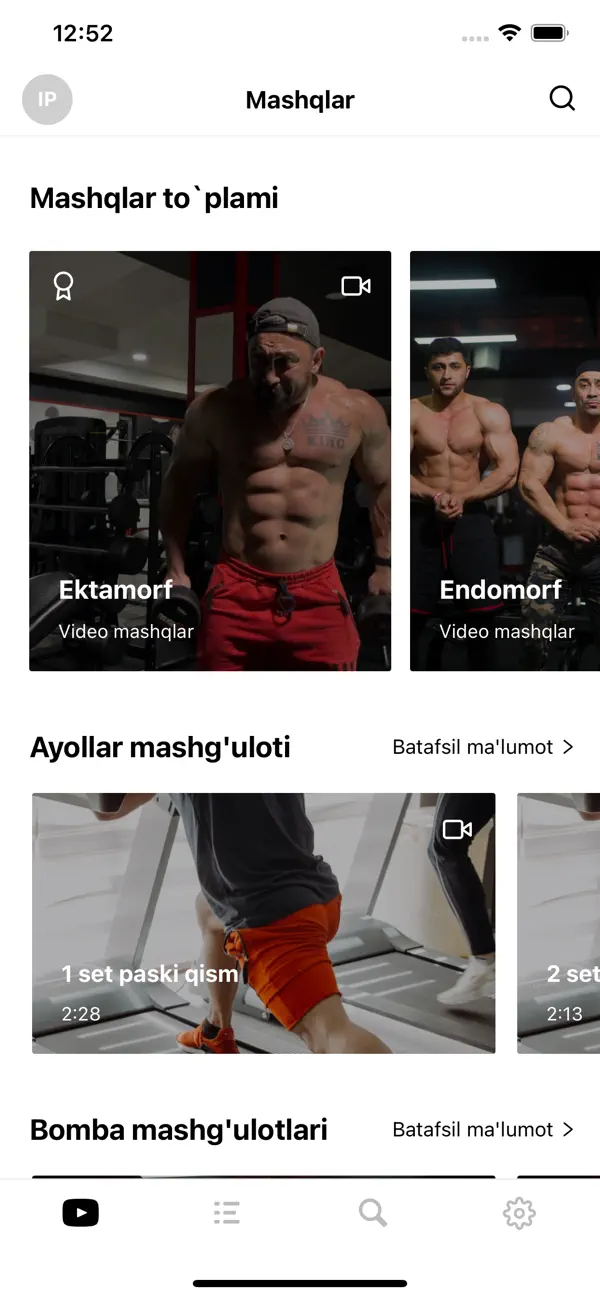 12:52
IP
Mashqlar
Mashqlar to`plami
KING
Ektamorf
Video mashqlar
Endomorf
Video mashqlar
Ayollar mashg'uloti
Batafsil ma'lumot
1 set paski qism
2:28
2 set
2:13
Bomba mashg'ulotlari
Batafsil ma'lumot